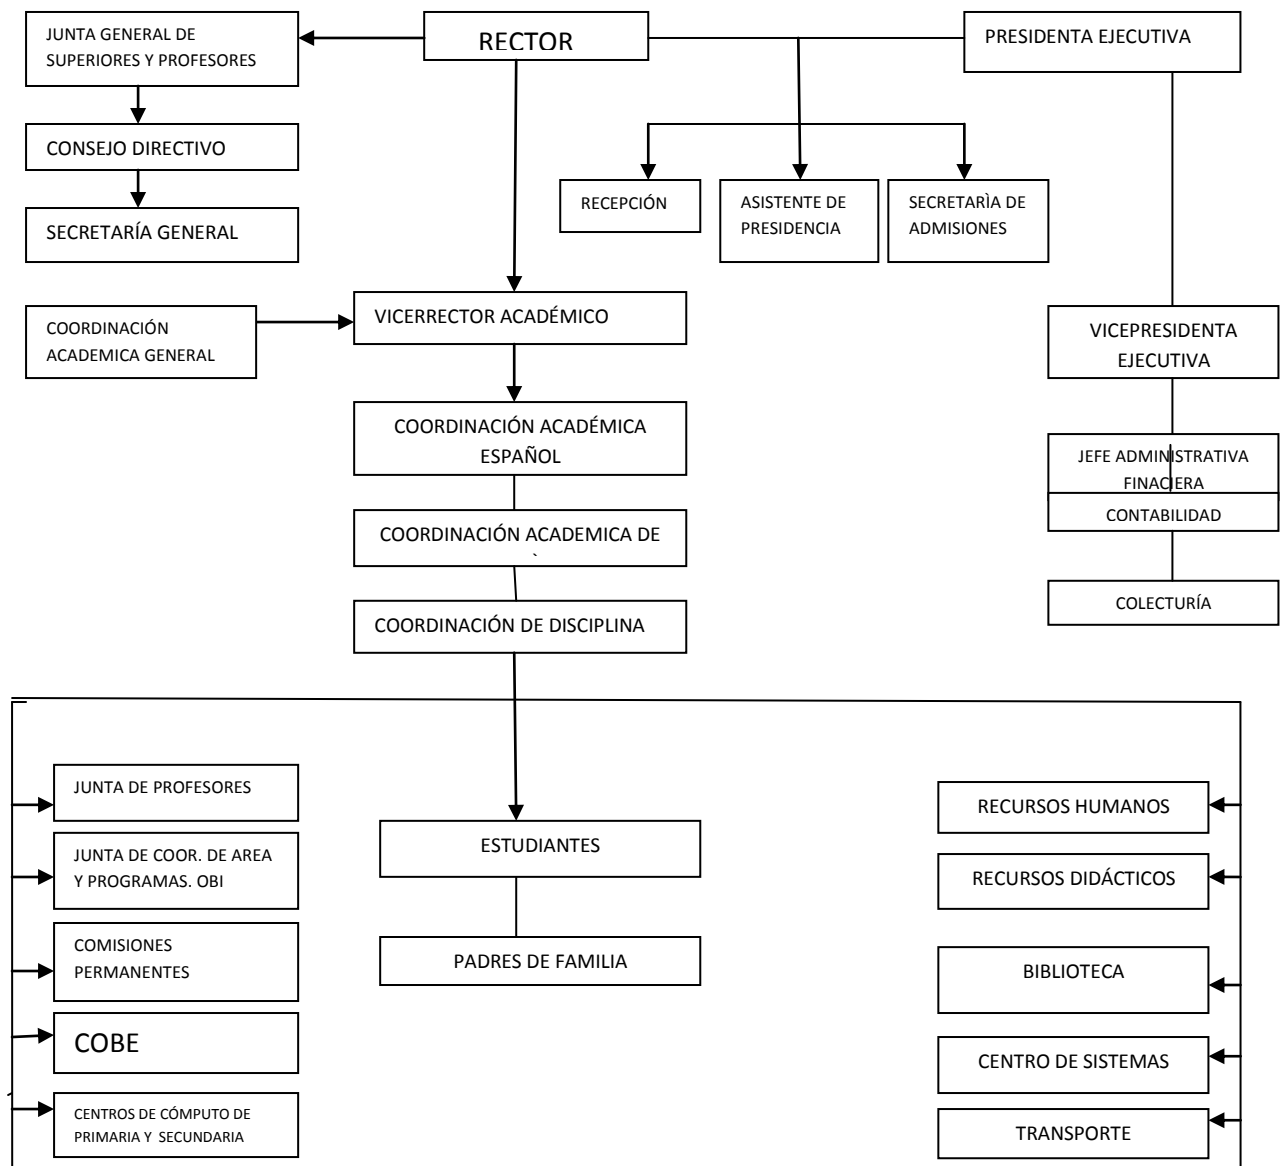 JUNTA GENERAL DE
SUPERIORES Y PROFESORES
RECTOR
PRESIDENTA EJECUTIVA
CONSEJO DIRECTIVO
SECRETARÍA GENERAL
RECEPCIÓN
ASISTENTE DE
PRESIDENCIA
SECRETARÌA DE
ADMISIONES
COORDINACIÓN
ACADEMICA GENERAL
VICERRECTOR ACADÉMICO
VICEPRESIDENTA
EJECUTIVA
COORDINACIÓN ACADÉMICA
ESPAÑOL
JEFE ADMINISTRATIVA
FINACIERA
CONTABILIDAD
COORDINACIÓN ACADEMICA DE
COLECTURÍA
COORDINACIÓN DE DISCIPLINA
JUNTA DE PROFESORES
JUNTA DE COOR. DE AREA
Y PROGRAMAS. OBI
COMISIONES
PERMANENTES
COBE
CENTROS DE CÓMPUTO DE
PRIMARIA Y SECUNDARIA
ESTUDIANTES
PADRES DE FAMILIA
RECURSOS HUMANOS
RECURSOS DIDÁCTICOS
BIBLIOTECA
CENTRO DE SISTEMAS
TRANSPORTE